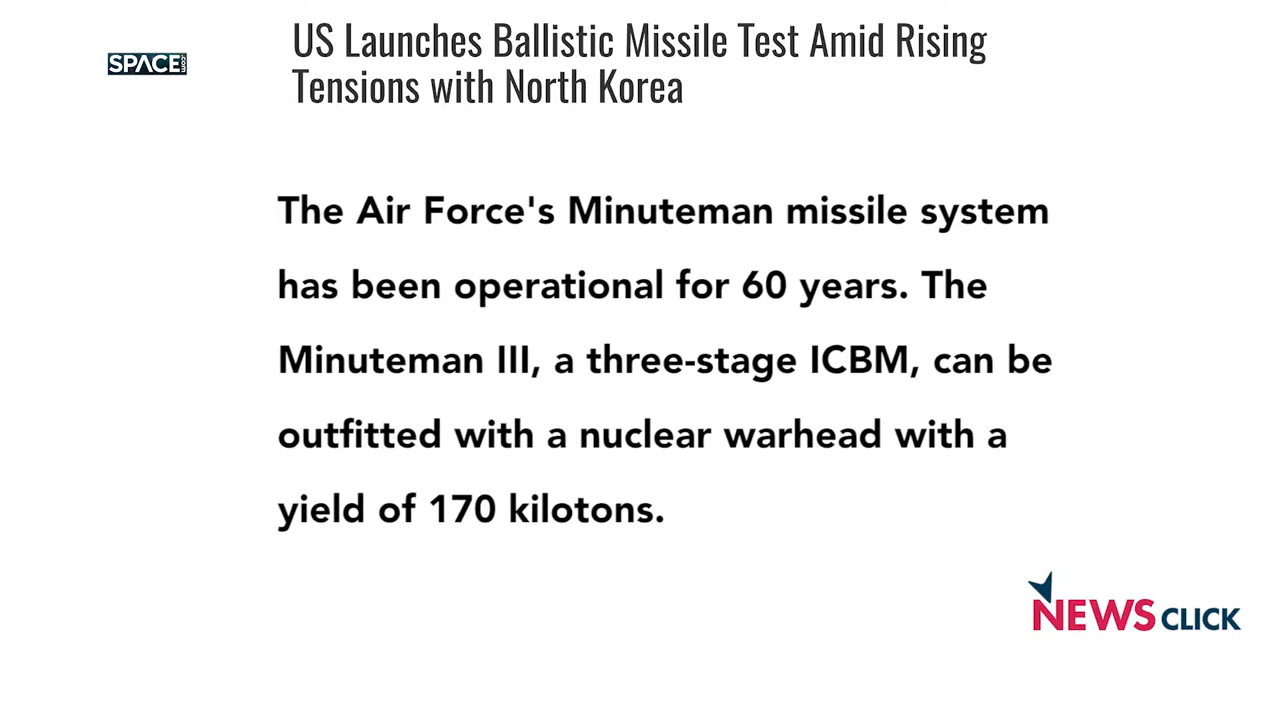 SPACE.com
US Launches Ballistic Missile Test Amid Rising
Tensions with North Korea
The Air Force's Minuteman missile system
has been operational for 60 years. The
Minuteman III, a three-stage ICBM, can be
outfitted with a nuclear warhead with a
yield of 170 kilotons.
NEWSCLICK